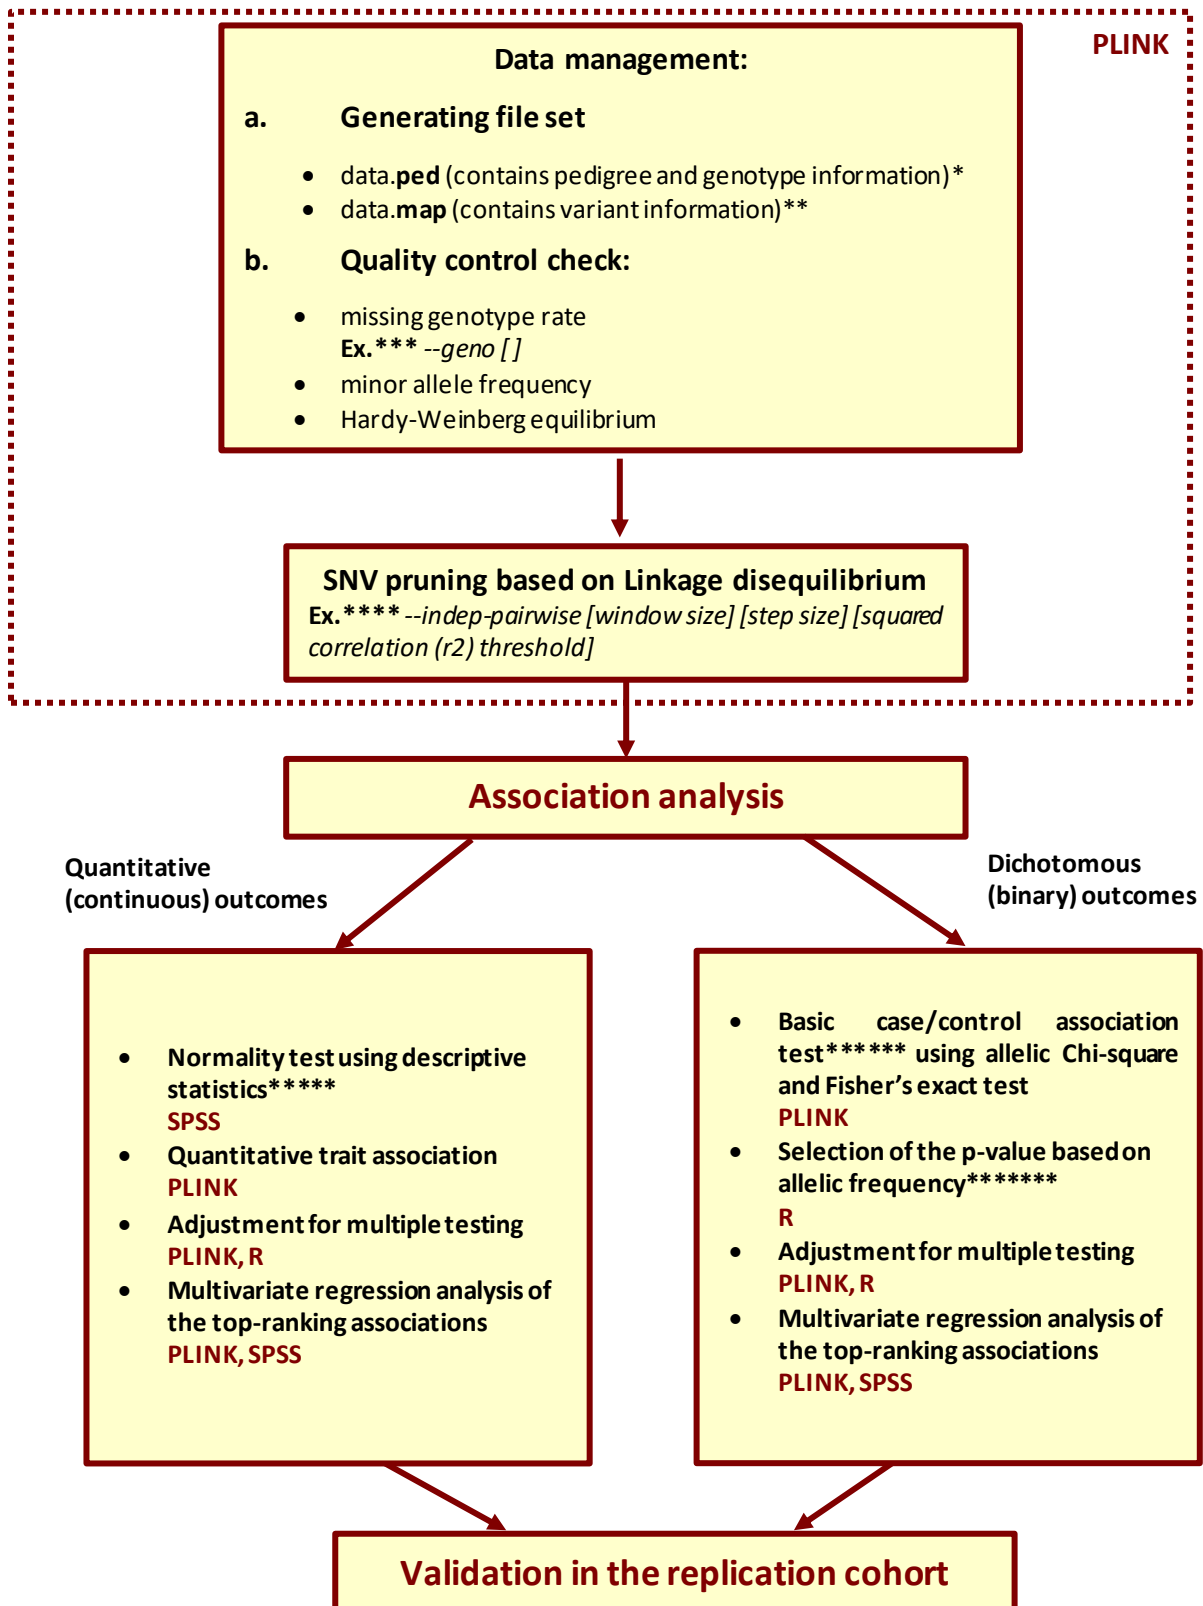 PLINK
Data management:
a. Generating file set
• data.ped (contains pedigree and genotype information)*
• data.map (contains variant information)**
b. Quality control check:
• missing genotype rate
Ex.*** --geno [ ]
• minor allele frequency
• Hardy-Weinberg equilibrium
SNV pruning based on Linkage disequilibrium
Ex.**** --indep-pairwise [window size] [step size] [squared
correlation (r2) threshold]
Association analysis
Quantitative
(continuous) outcomes
Dichotomous
(binary) outcomes
• Normality test using descriptive
statistics*****
SPSS
• Quantitative trait association
PLINK
• Adjustment for multiple testing
PLINK, R
• Multivariate regression analysis of
the top-ranking associations
PLINK, SPSS
• Basic case/control association
test****** using allelic Chi-square
and Fisher’s exact test
PLINK
• Selection of the p-value based on
allelic frequency*******
R
• Adjustment for multiple testing
PLINK, R
• Multivariate regression analysis of
the top-ranking associations
PLINK, SPSS
Validation in the replication cohort